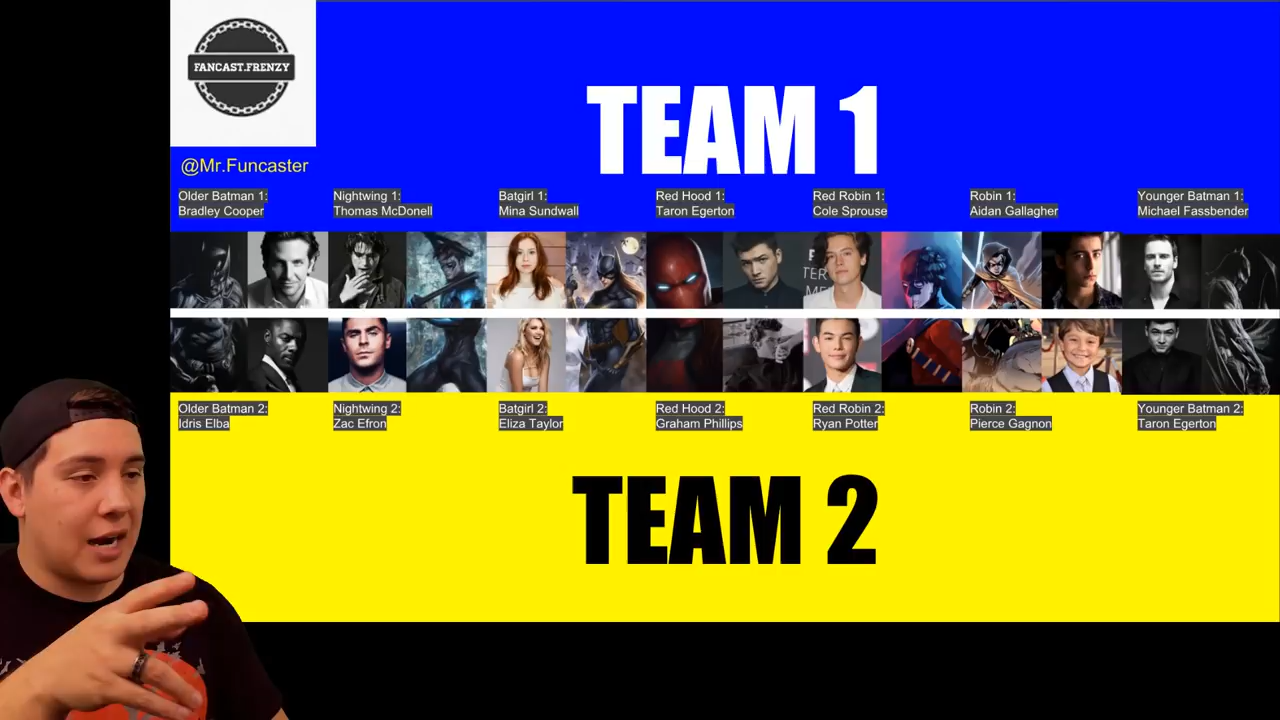 FANCAST.FRENZY
TEAM 1
@Mr.Funcaster
Older Batman 1:
Bradley Cooper
Nightwing 1:
Thomas McDonell
Batgirl 1:
Mina Sundwall
Red Hood 1:
Taron Egerton
Red Robin 1:
Cole Sprouse
Robin 1:
Aidan Gallagher
Younger Batman 1:
Michael Fassbender
Older Batman 2:
Idris Elba
Nightwing 2:
Zac Efron
Batgirl 2:
Eliza Taylor
Red Hood 2:
Graham Phillips
Red Robin 2:
Ryan Potter
Robin 2:
Pierce Gagnon
Younger Batman 2:
Taron Egerton
TEAM 2